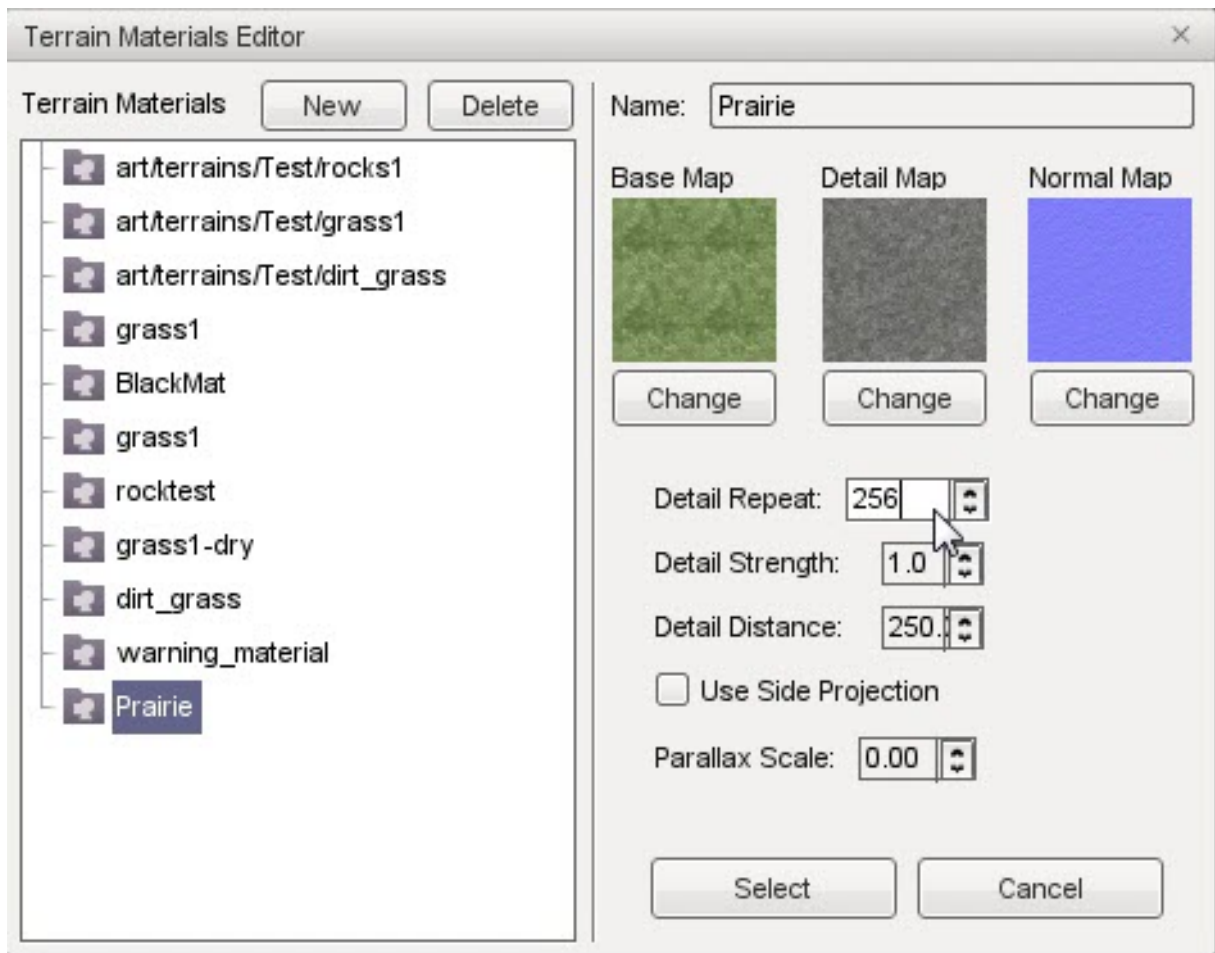 Terrain Materials Editor
Terrain Materials New Delete
art/terrains/Test/rocks1
art/terrains/Test/grass1
art/terrains/Test/dirt_grass
grass1
BlackMat
grass1
rocktest
grass1-dry
dirt_grass
warning_material
Prairie
Name: Prairie
Base Map Detail Map Normal Map
Change Change Change
Detail Repeat: 256
Detail Strength: 1.0
Detail Distance: 250.
Use Side Projection
Parallax Scale: 0.00
Select Cancel